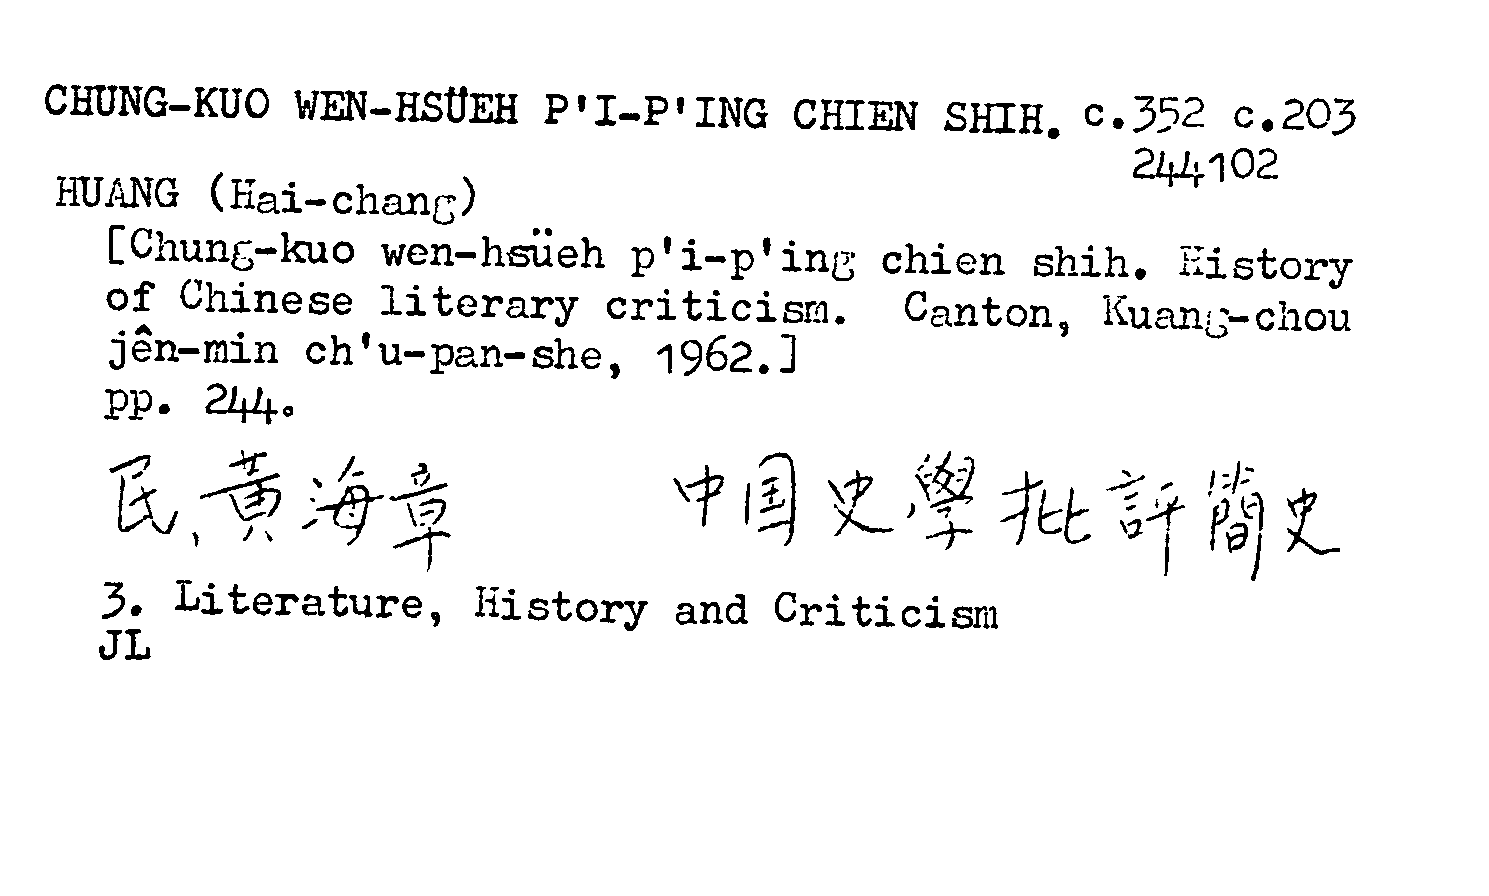 CHUNG-KUO WEN-HSÜEH P'I-P'ING CHIEN SHIH. c.352 c.203
244102
HUANG (Hai-chang)
[Chung-kuo wen-hsüeh p'i-p'ing chien shih. History
of Chinese literary criticism. Canton, Kuang-chou
jên-min ch'u-pan-she, 1962.]
pp. 244.
民、黃海章 中国史學批評簡史
3. Literature, History and Criticism
JL